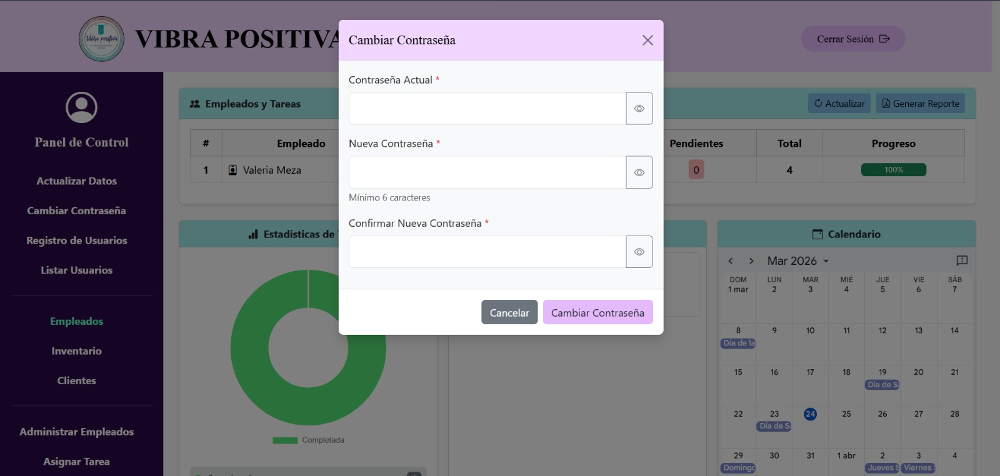 Vibra positiva
VIBRA POSITIVA
Cerrar Sesión
Panel de Control
Actualizar Datos
Cambiar Contraseña
Registro de Usuarios
Listar Usuarios
Empleados
Inventario
Clientes
Administrar Empleados
Asignar Tarea
Cambiar Contraseña
Contraseña Actual *
Nueva Contraseña *
Mínimo 6 caracteres
Confirmar Nueva Contraseña *
Cancelar Cambiar Contraseña
Empleados y Tareas
Actualizar Generar Reporte
# Empleado Pendientes Total Progreso
1 Valeria Meza 0 4 100%
Estadísticas de
Completada
Calendario
Mar 2026
DOM LUN MAR MIÉ JUE VIE SÁB
1 mar 2 3 4 5 6 7
8 9 10 11 12 13 14
Día de la
15 16 17 18 19 20 21
Día de S
22 23 24 25 26 27 28
Día de S
29 30 31 1 abr 2 3 4
Domingo Jueves S Viernes